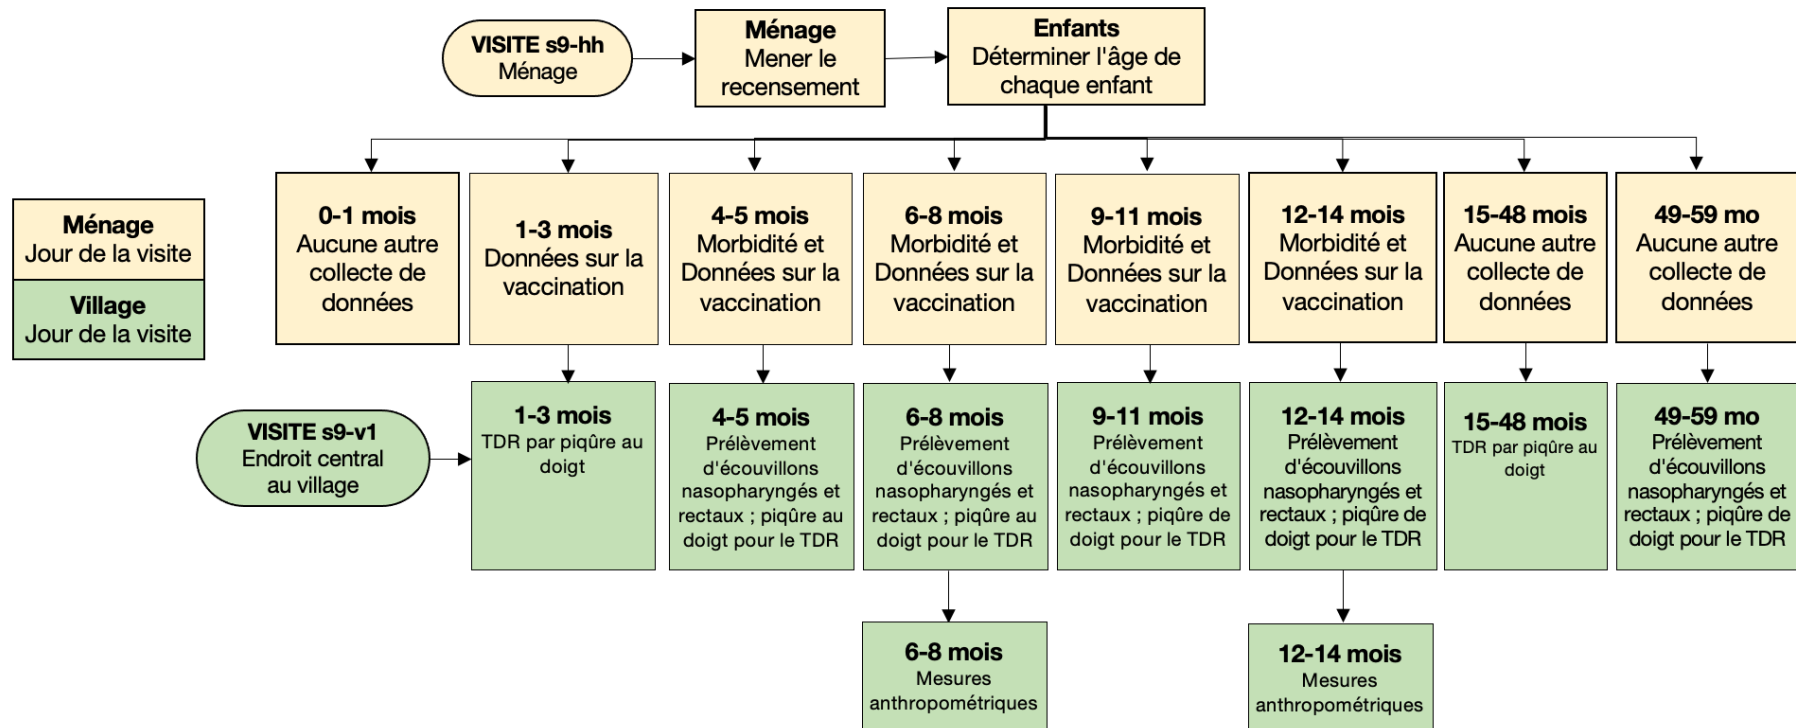 VISITE s9-hh
Ménage
Ménage
Mener le
recensement
Enfants
Déterminer l'âge de
chaque enfant
Ménage
Jour de la visite
Village
Jour de la visite
0-1 mois
Aucune autre
collecte de
données
1-3 mois
Données sur la
vaccination
4-5 mois
Morbidité et
Données sur la
vaccination
6-8 mois
Morbidité et
Données sur la
vaccination
9-11 mois
Morbidité et
Données sur la
vaccination
12-14 mois
Morbidité et
Données sur la
vaccination
15-48 mois
Aucune autre
collecte de
données
49-59 mo
Aucune autre
collecte de
données
VISITE s9-v1
Endroit central
au village
1-3 mois
TDR par piqûre au
doigt
4-5 mois
Prélèvement
d'écouvillons
nasopharyngés et
rectaux ; piqûre au
doigt pour le TDR
6-8 mois
Prélèvement
d'écouvillons
nasopharyngés et
rectaux ; piqûre au
doigt pour le TDR
9-11 mois
Prélèvement
d'écouvillons
nasopharyngés et
rectaux ; piqûre de
doigt pour le TDR
12-14 mois
Prélèvement
d'écouvillons
nasopharyngés et
rectaux ; piqûre de
doigt pour le TDR
15-48 mois
TDR par piqûre au
doigt
49-59 mo
Prélèvement
d'écouvillons
nasopharyngés et
rectaux ; piqûre de
doigt pour le TDR
6-8 mois
Mesures
anthropométriques
12-14 mois
Mesures
anthropométriques